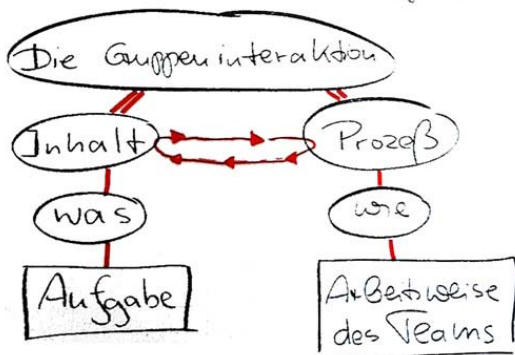 Die Gruppeninteraktion
Inhalt
Prozeß
was
wie
Aufgabe
Arbeitsweise
des Teams